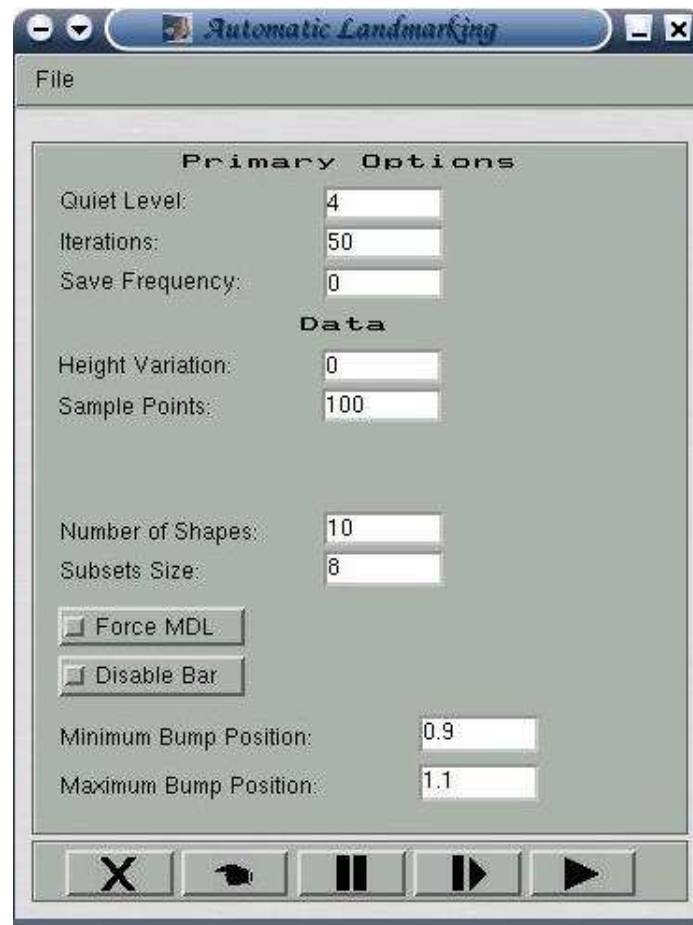 Automatic Landmarking
File
Primary Options
Quiet Level: 4
Iterations: 50
Save Frequency: 0
Data
Height Variation: 0
Sample Points: 100
Number of Shapes: 10
Subsets Size: 8
Force MDL
Disable Bar
Minimum Bump Position: 0.9
Maximum Bump Position: 1.1